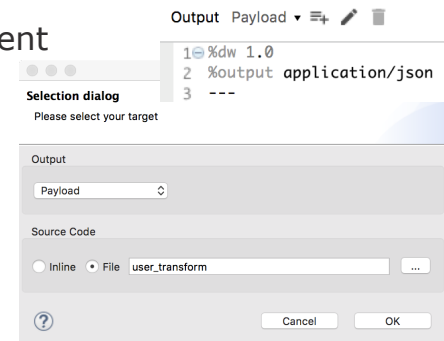 Output Payload
ent
1 %dw 1.0
2 %output application/json
3 ---
Selection dialog
Please select your target
Output
Payload
Source Code
Inline File user_transform ...
? Cancel OK